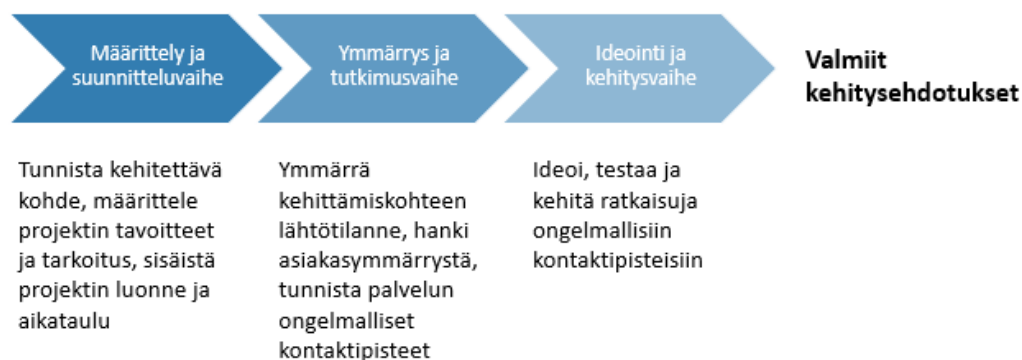 Määrittely ja
suunnitteluvaihe
Ymmärrys ja
tutkimusvaihe
Ideointi ja
kehitysvaihe
Valmiit
kehitysehdotukset
Tunnista kehitettävä
kohde, määrittele
projektin tavoitteet
ja tarkoitus, sisäistä
projektin luonne ja
aikataulu
Ymmärrä
kehittämiskohteen
lähtötilanne, hanki
asiakasymmärrystä,
tunnista palvelun
ongelmalliset
kontaktipisteet
Ideoi, testaa ja
kehitä ratkaisuja
ongelmallisiin
kontaktipisteisiin